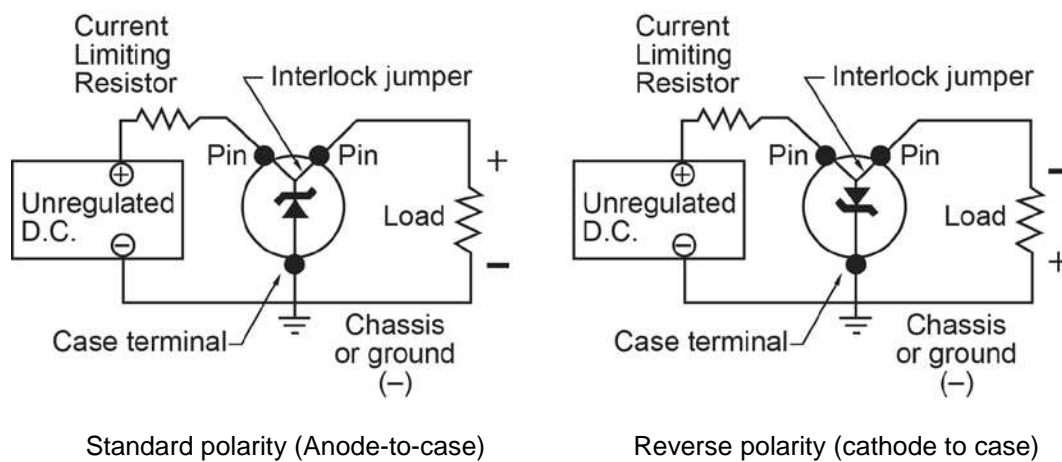 Current
Limiting
Resistor
Interlock jumper
Pin
Pin
+
+
Unregulated
D.C.
−
Load
−
Case terminal
Chassis
or ground
(−)
Standard polarity (Anode-to-case)
Current
Limiting
Resistor
Interlock jumper
Pin
Pin
−
+
Unregulated
D.C.
−
Load
+
Case terminal
Chassis
or ground
(−)
Reverse polarity (cathode to case)